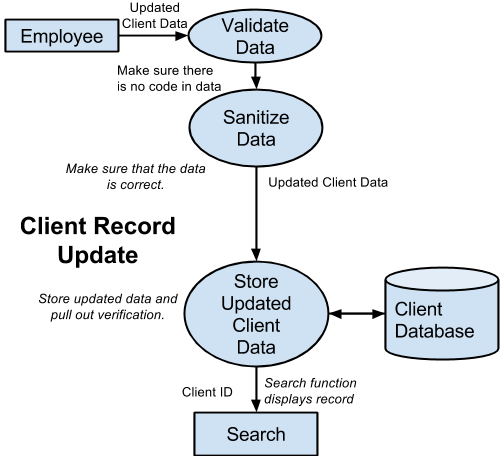 Updated
Client Data
Employee
Validate
Data
Make sure there
is no code in data
Sanitize
Data
Make sure that the data
is correct.
Updated Client Data
Client Record
Update
Store updated data and
pull out verification.
Store
Updated
Client
Data
Client
Database
Client ID
Search function
displays record
Search